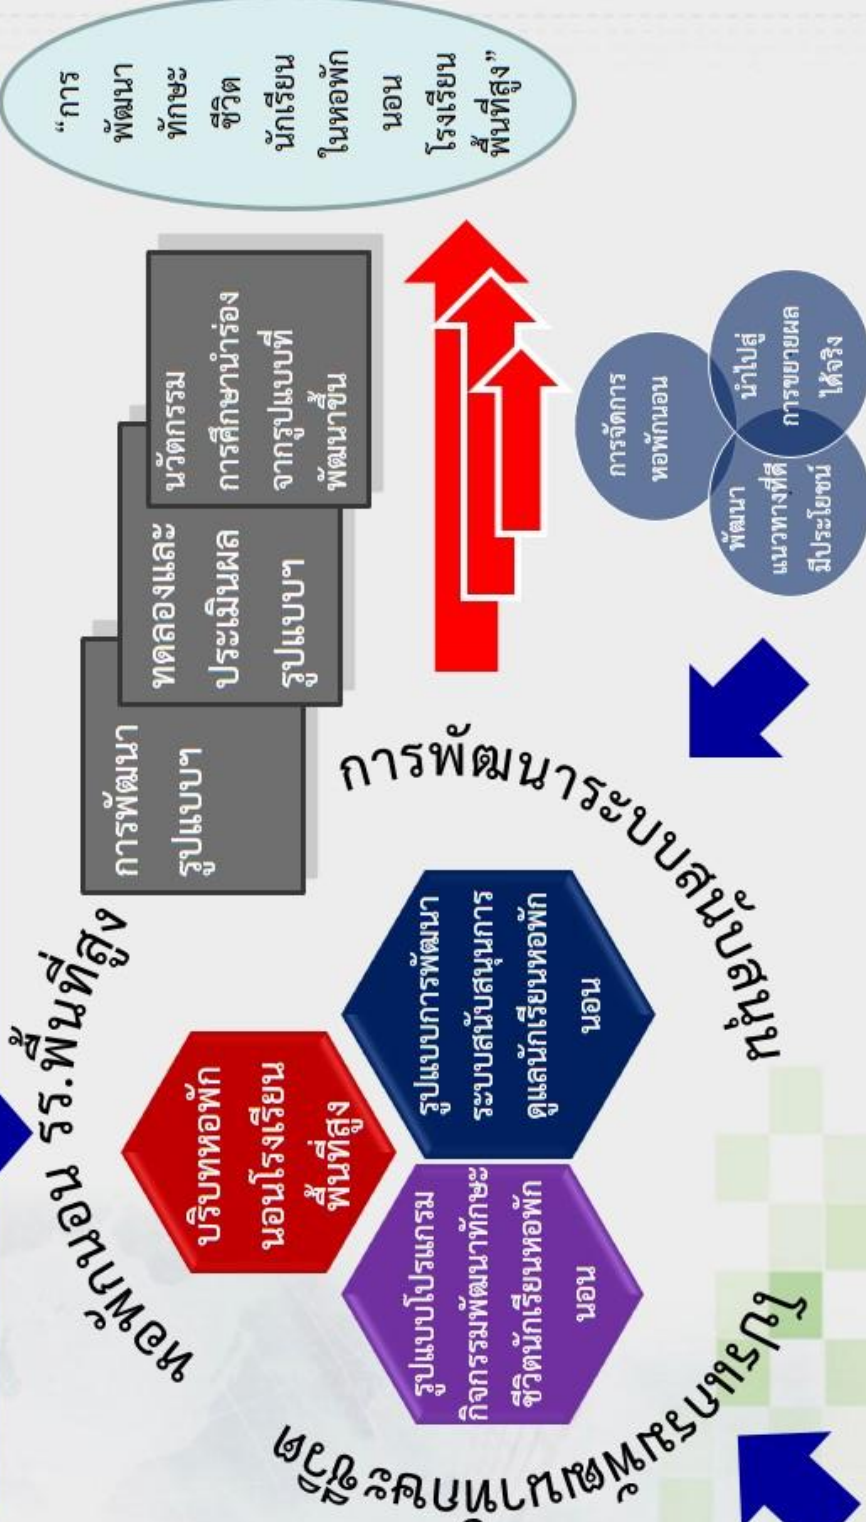 หอพักนอน รร.พื้นที่สูง
บริบทหอพัก
นอนโรงเรียน
พื้นที่สูง
รูปแบบโปรแกรม
กิจกรรมพัฒนาทักษะ
ชีวิตนักเรียนหอพัก
นอน
รูปแบบการพัฒนา
ระบบสนับสนุนการ
ดูแลนักเรียนหอพัก
นอน
โปรแกรมพัฒนาทักษะชีวิต
การพัฒนาระบบสนับสนุน
การพัฒนา
รูปแบบฯ
ทดลองและ
ประเมินผล
รูปแบบฯ
นวัตกรรม
การศึกษานำร่อง
จากรูปแบบที่
พัฒนาขึ้น
การจัดการ
หอพักนอน
พัฒนา
แนวทางที่ดี
มีประโยชน์
นำไปสู่
การขยายผล
ได้จริง
“การ
พัฒนา
ทักษะ
ชีวิต
นักเรียน
ในหอพัก
นอน
โรงเรียน
พื้นที่สูง”